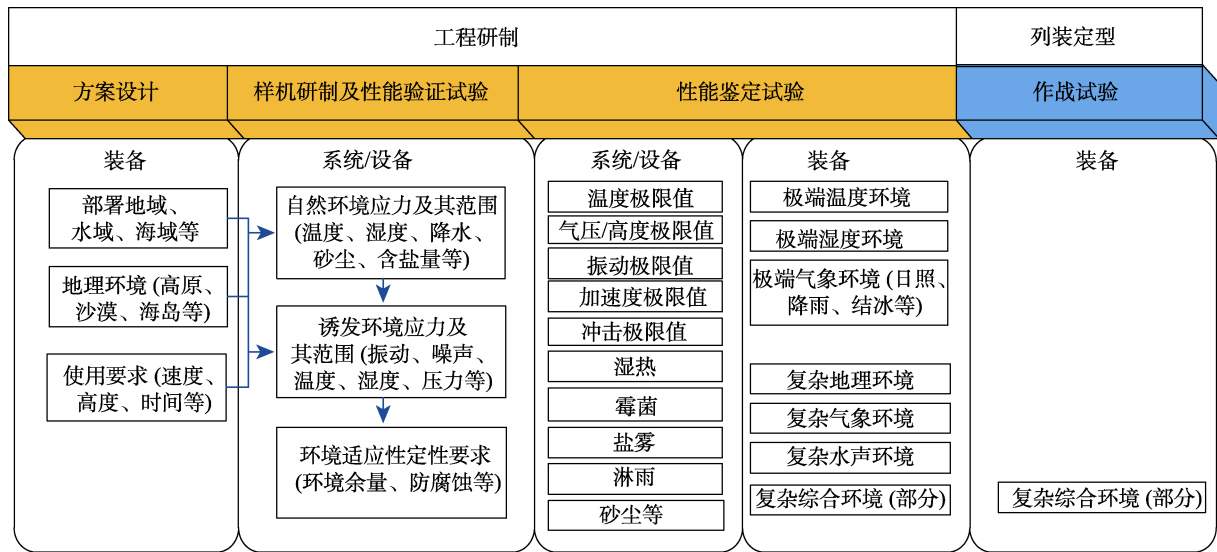 工程研制
列装定型
方案设计
样机研制及性能验证试验
性能鉴定试验
作战试验
装备
部署地域、
水域、海域等
地理环境 (高原、
沙漠、海岛等)
使用要求 (速度、
高度、时间等)
系统/设备
自然环境应力及其范围
(温度、湿度、降水、
砂尘、含盐量等)
诱发环境应力及
其范围 (振动、噪声、
温度、湿度、压力等)
环境适应性定性要求
(环境余量、防腐蚀等)
系统/设备
温度极限值
气压/高度极限值
振动极限值
加速度极限值
冲击极限值
湿热
霉菌
盐雾
淋雨
砂尘等
装备
极端温度环境
极端湿度环境
极端气象环境 (日照、
降雨、结冰等)
复杂地理环境
复杂气象环境
复杂水声环境
复杂综合环境 (部分)
装备
复杂综合环境 (部分)